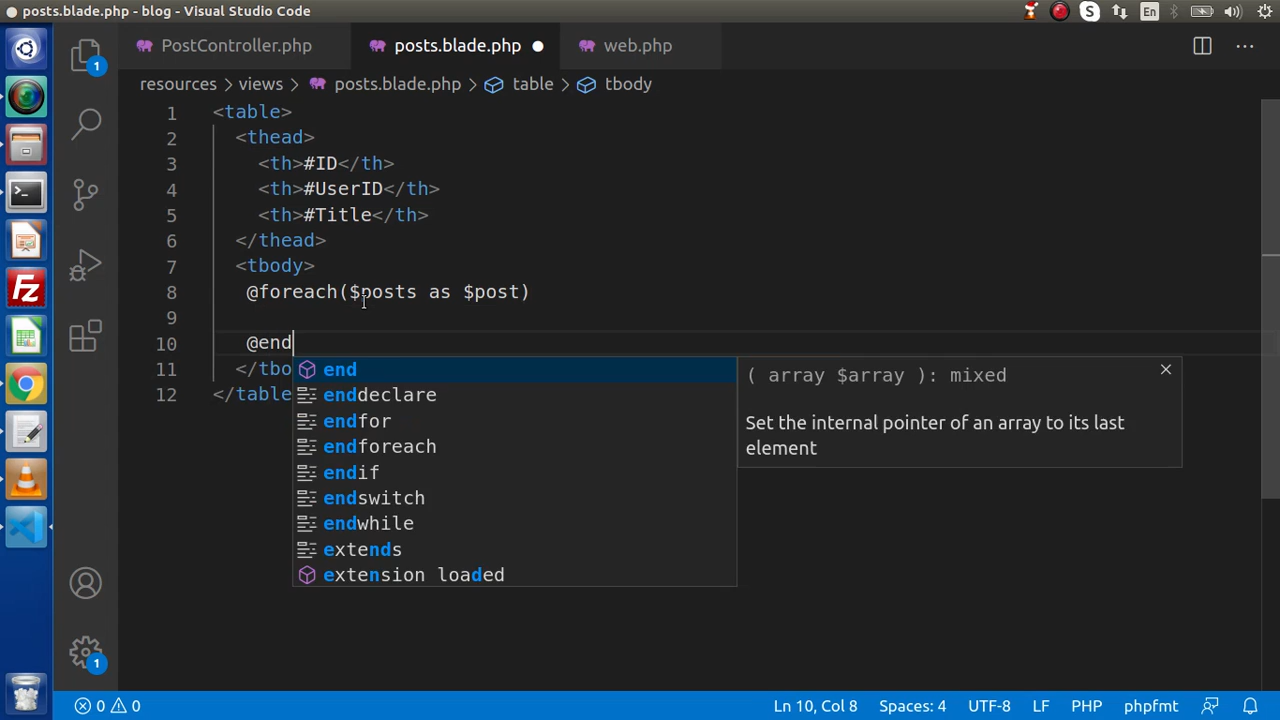 posts.blade.php - blog - Visual Studio Code
En
PostController.php
posts.blade.php
web.php
resources > views > posts.blade.php > table > tbody
1 <table>
2 <thead>
3 <th>#ID</th>
4 <th>#UserID</th>
5 <th>#Title</th>
6 </thead>
7 <tbody>
8 @foreach($posts as $post)
9
10 @end
11 </tbo
12 </table
end
enddeclare
endfor
endforeach
endif
endswitch
endwhile
extends
extension loaded
( array $array ): mixed
Set the internal pointer of an array to its last
element
1
1
0 0
Ln 10, Col 8
Spaces: 4
UTF-8
LF
PHP
phpfmt